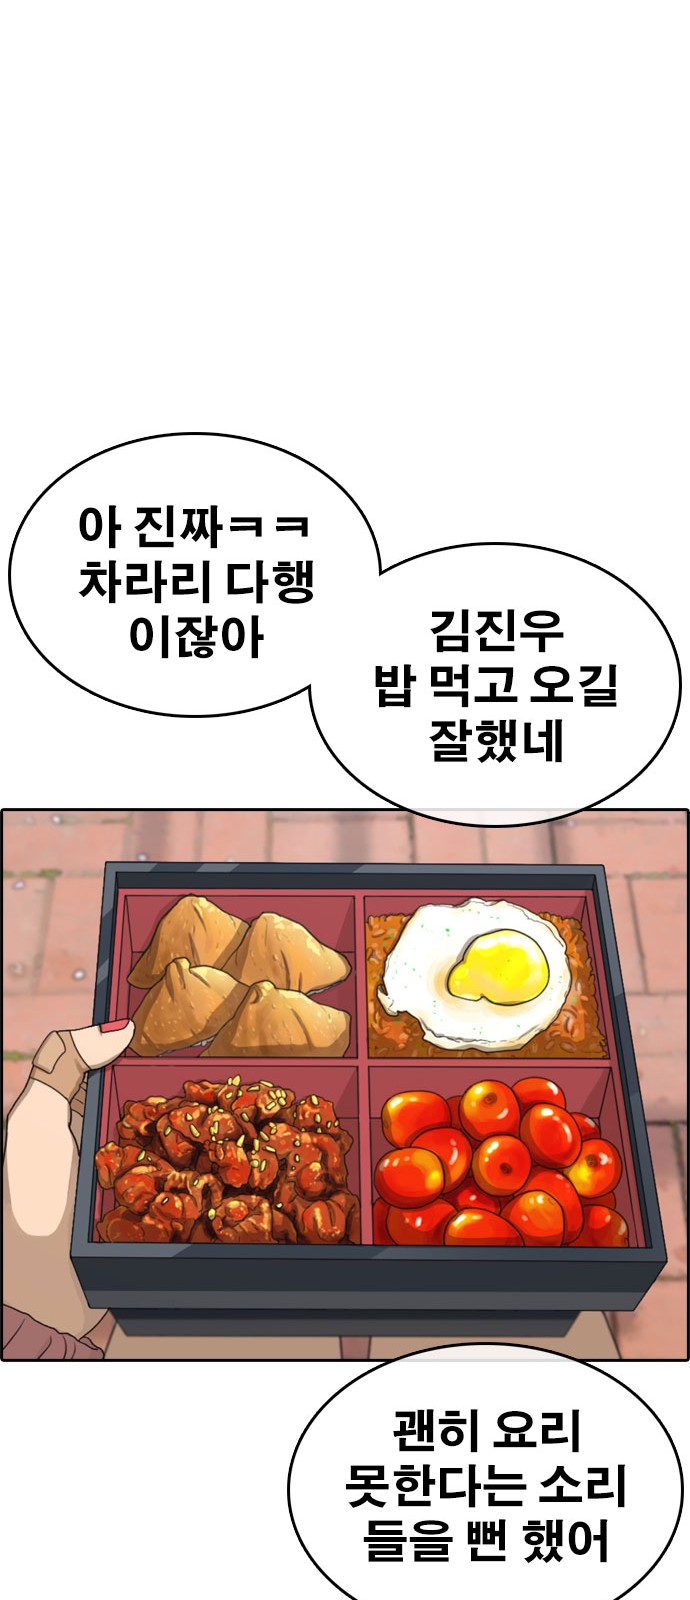 아 진짜ㅋㅋ
차라리 다행
이잖아
김진우
밥 먹고 오길
잘했네
괜히 요리
못한다는 소리
들을 뻔 했어